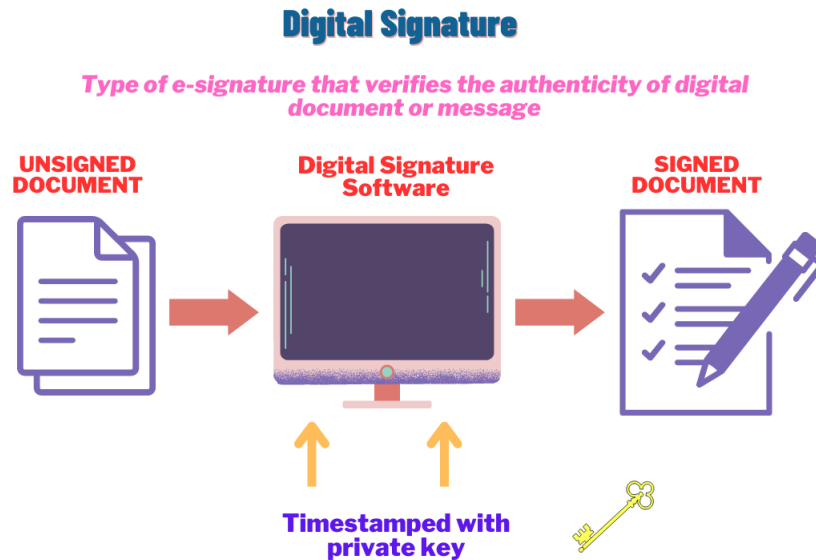 Digital Signature
Type of e-signature that verifies the authenticity of digital
document or message
UNSIGNED
DOCUMENT
Digital Signature
Software
SIGNED
DOCUMENT
Timestamped with
private key